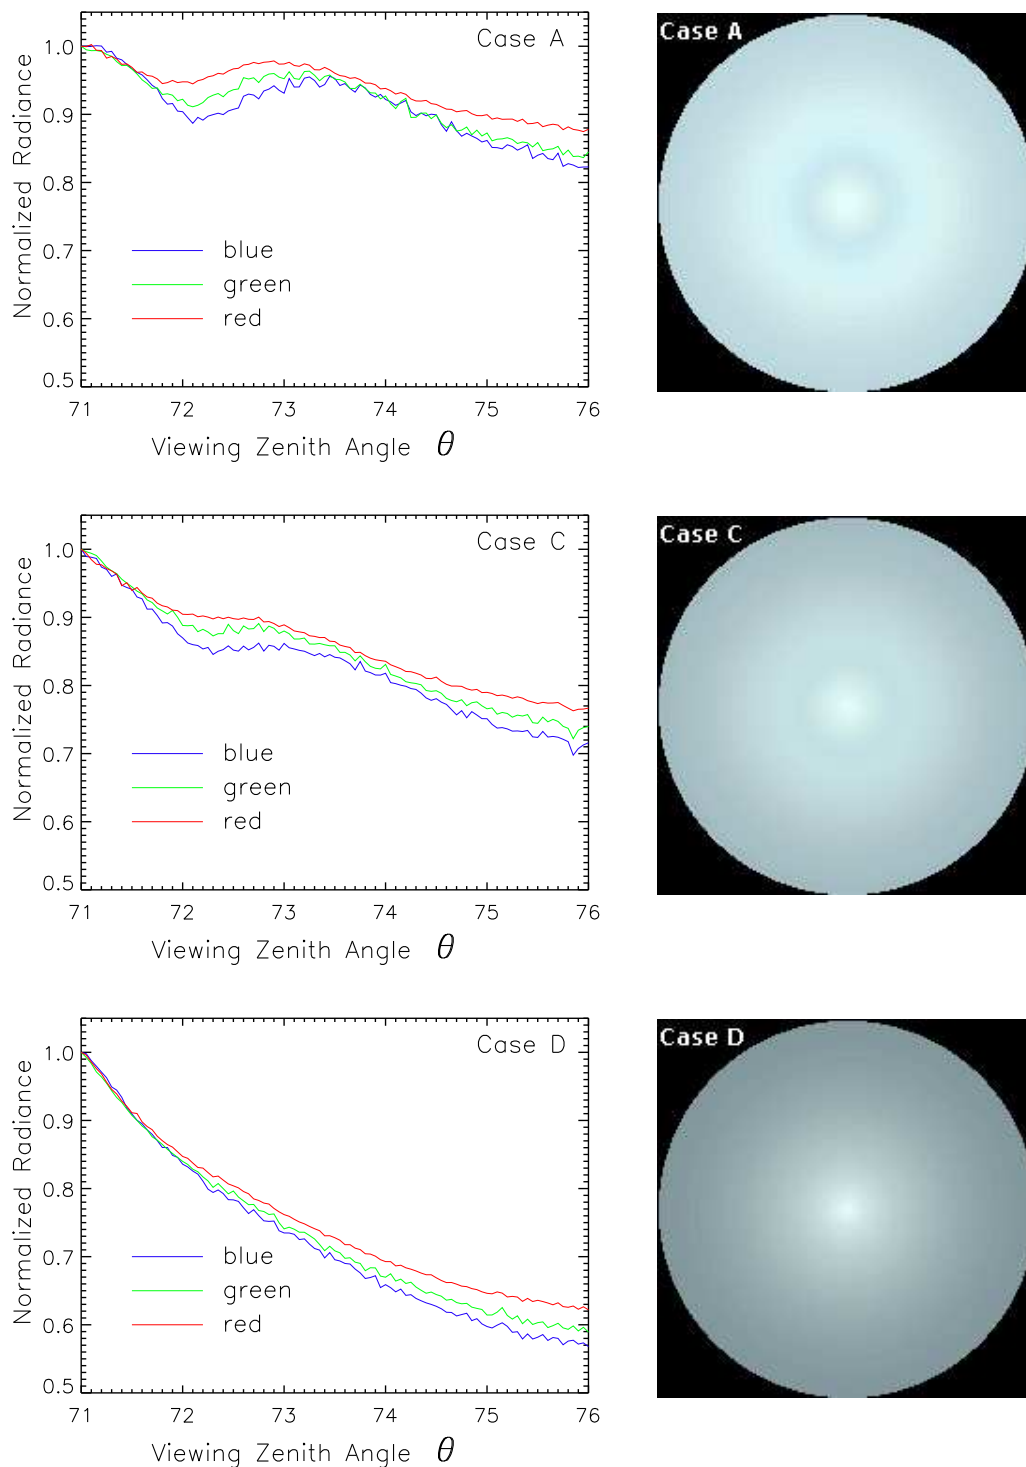 Case A
Normalized Radiance
1.0
0.9
0.8
0.7
0.6
0.5
blue
green
red
71 72 73 74 75 76
Viewing Zenith Angle θ
Case A
Case C
Normalized Radiance
1.0
0.9
0.8
0.7
0.6
0.5
blue
green
red
71 72 73 74 75 76
Viewing Zenith Angle θ
Case C
Case D
Normalized Radiance
1.0
0.9
0.8
0.7
0.6
0.5
blue
green
red
71 72 73 74 75 76
Viewing Zenith Angle θ
Case D